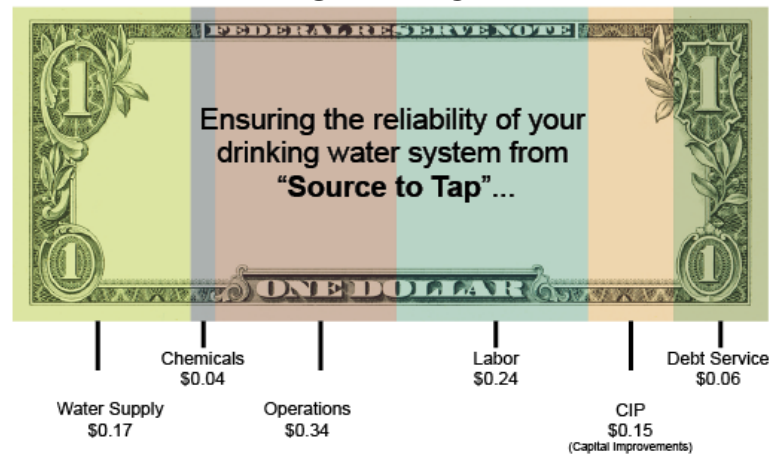 FEDERAL RESERVE NOTE
1
1
Ensuring the reliability of your
drinking water system from
“Source to Tap”...
1
ONE DOLLAR
1
Chemicals
$0.04
Labor
$0.24
Debt Service
$0.06
Water Supply
$0.17
Operations
$0.34
CIP
$0.15
(Capital Improvements)